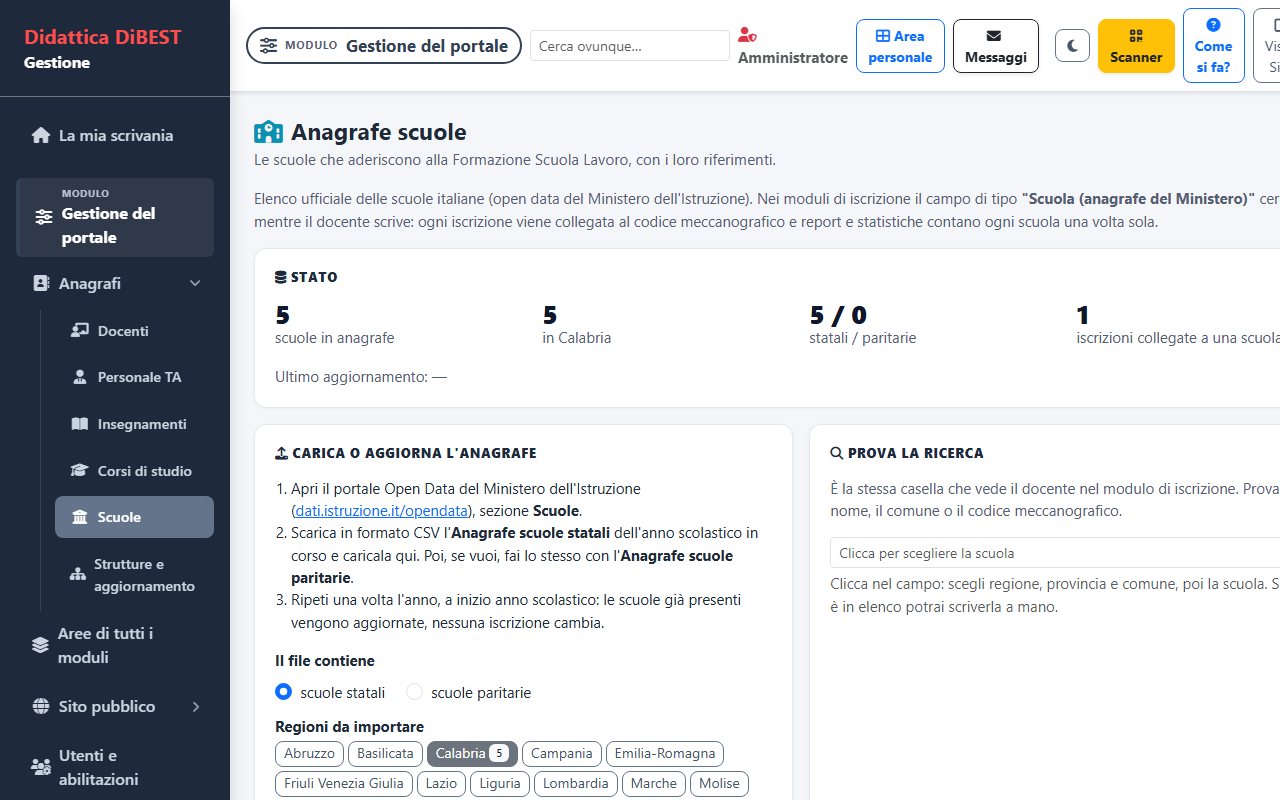 Didattica DiBEST
Gestione
La mia scrivania
MODULO
Gestione del
portale
Anagrafi
Docenti
Personale TA
Insegnamenti
Corsi di studio
Scuole
Strutture e
aggiornamento
Aree di tutti i
moduli
Sito pubblico
Utenti e
abilitazioni
MODULO Gestione del portale
Cerca ovunque...
Amministratore
Area
personale
Messaggi
Scanner
Come
si fa?
Anagrafe scuole
Le scuole che aderiscono alla Formazione Scuola Lavoro, con i loro riferimenti.
Elenco ufficiale delle scuole italiane (open data del Ministero dell'Istruzione). Nei moduli di iscrizione il campo di tipo "Scuola (anagrafe del Ministero)" cer
mentre il docente scrive: ogni iscrizione viene collegata al codice meccanografico e report e statistiche contano ogni scuola una volta sola.
STATO
5
scuole in anagrafe
5
in Calabria
5 / 0
statali / paritarie
1
iscrizioni collegate a una scuola
Ultimo aggiornamento: —
CARICA O AGGIORNA L'ANAGRAFE
1. Apri il portale Open Data del Ministero dell'Istruzione
(dati.istruzione.it/opendata), sezione Scuole.
2. Scarica in formato CSV l'Anagrafe scuole statali dell'anno scolastico in
corso e caricala qui. Poi, se vuoi, fai lo stesso con l'Anagrafe scuole
paritarie.
3. Ripeti una volta l'anno, a inizio anno scolastico: le scuole già presenti
vengono aggiornate, nessuna iscrizione cambia.
Il file contiene
scuole statali scuole paritarie
Regioni da importare
Abruzzo Basilicata Calabria 5 Campania Emilia-Romagna
Friuli Venezia Giulia Lazio Liguria Lombardia Marche Molise
PROVA LA RICERCA
È la stessa casella che vede il docente nel modulo di iscrizione. Prova
nome, il comune o il codice meccanografico.
Clicca per scegliere la scuola
Clicca nel campo: scegli regione, provincia e comune, poi la scuola. S
è in elenco potrai scriverla a mano.